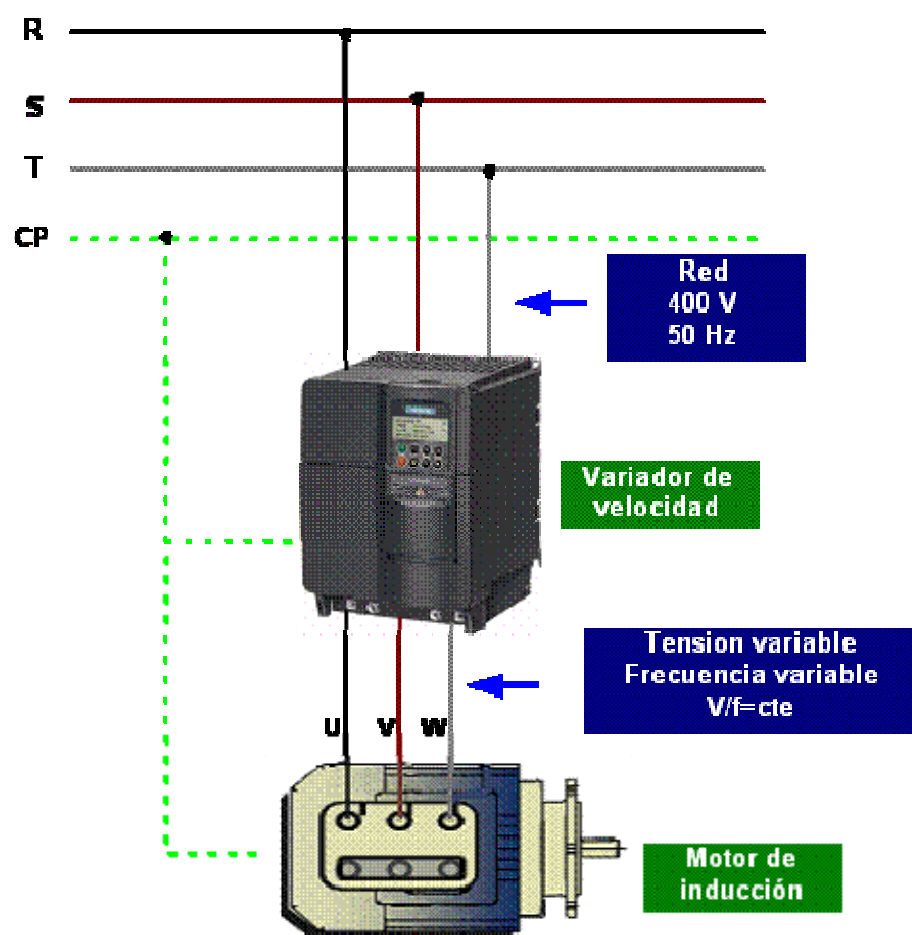 R
S
T
CP
Red
400 V
50 Hz
Variador de
velocidad
Tension variable
Frecuencia variable
V/f=cte
U V W
Motor de
inducción